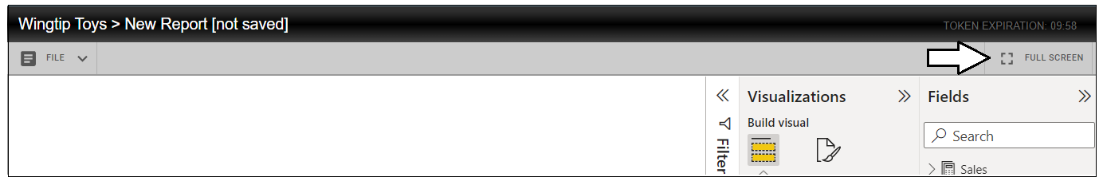 Wingtip Toys > New Report [not saved]
TOKEN EXPIRATION: 09:58
FILE
FULL SCREEN
Visualizations
Fields
Build visual
Search
Filter
Sales